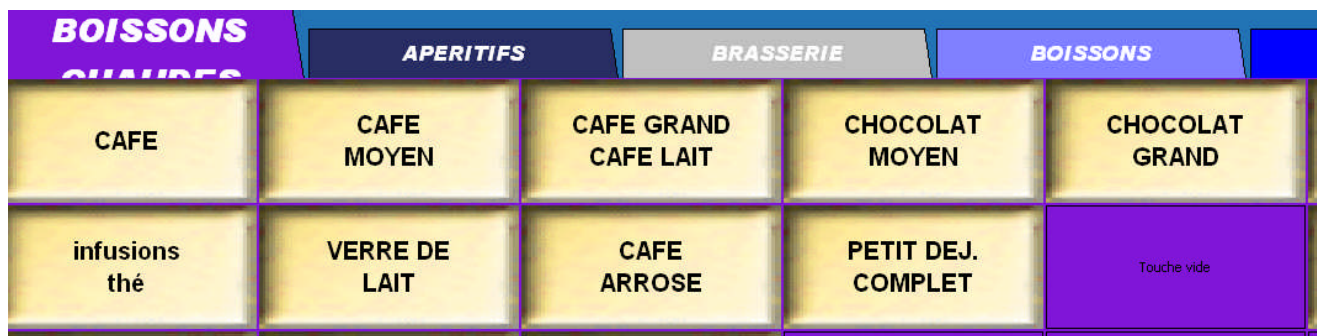 BOISSONS
CHAUDES
APERITIFS
BRASSERIE
BOISSONS
CAFE
CAFE
MOYEN
CAFE GRAND
CAFE LAIT
CHOCOLAT
MOYEN
CHOCOLAT
GRAND
infusions
thé
VERRE DE
LAIT
CAFE
ARROSE
PETIT DEJ.
COMPLET
Touche vide